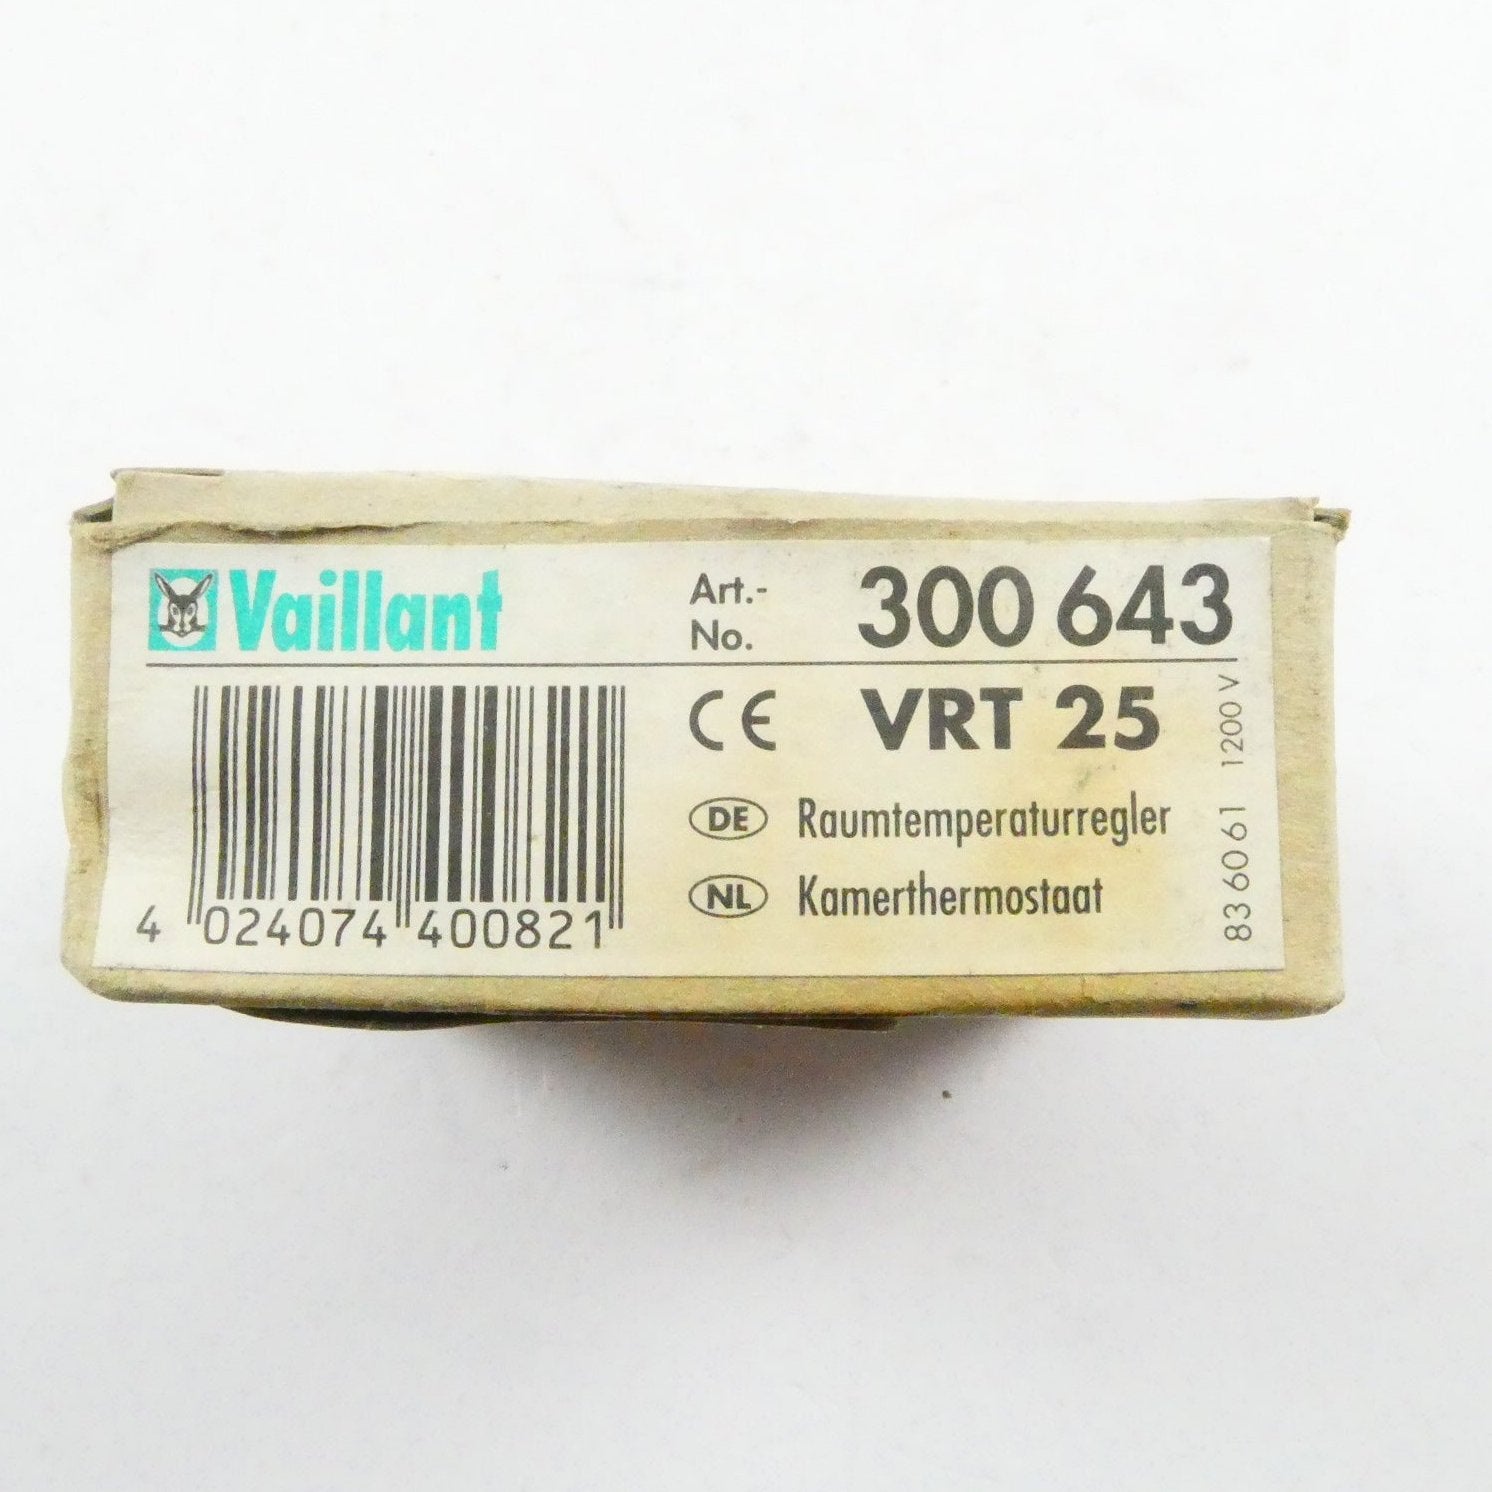 Vaillant
Art.-
No.
300 643
CE VRT 25
DE Raumtemperaturregler
NL Kamerthermostaat
4 024074 400821
83 60 61 1200 V